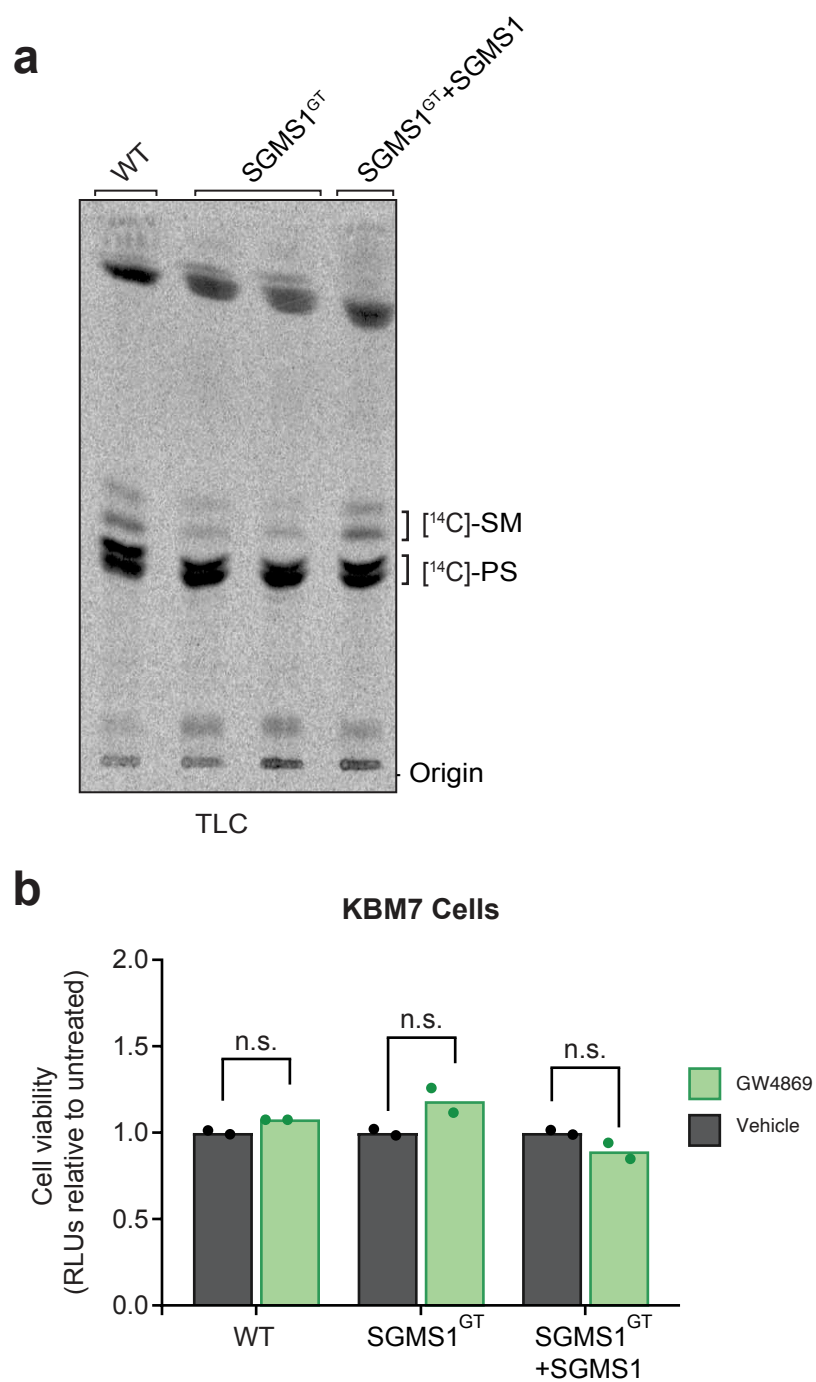 a
WT
SGMS1ᴳᵀ
SGMS1ᴳᵀ+SGMS1
[¹⁴C]-SM
[¹⁴C]-PS
- Origin
TLC
b
KBM7 Cells
Cell viability
(RLUs relative to untreated)
2.0
1.5
1.0
0.5
0.0
n.s.
n.s.
n.s.
GW4869
Vehicle
WT
SGMS1ᴳᵀ
SGMS1ᴳᵀ
+SGMS1